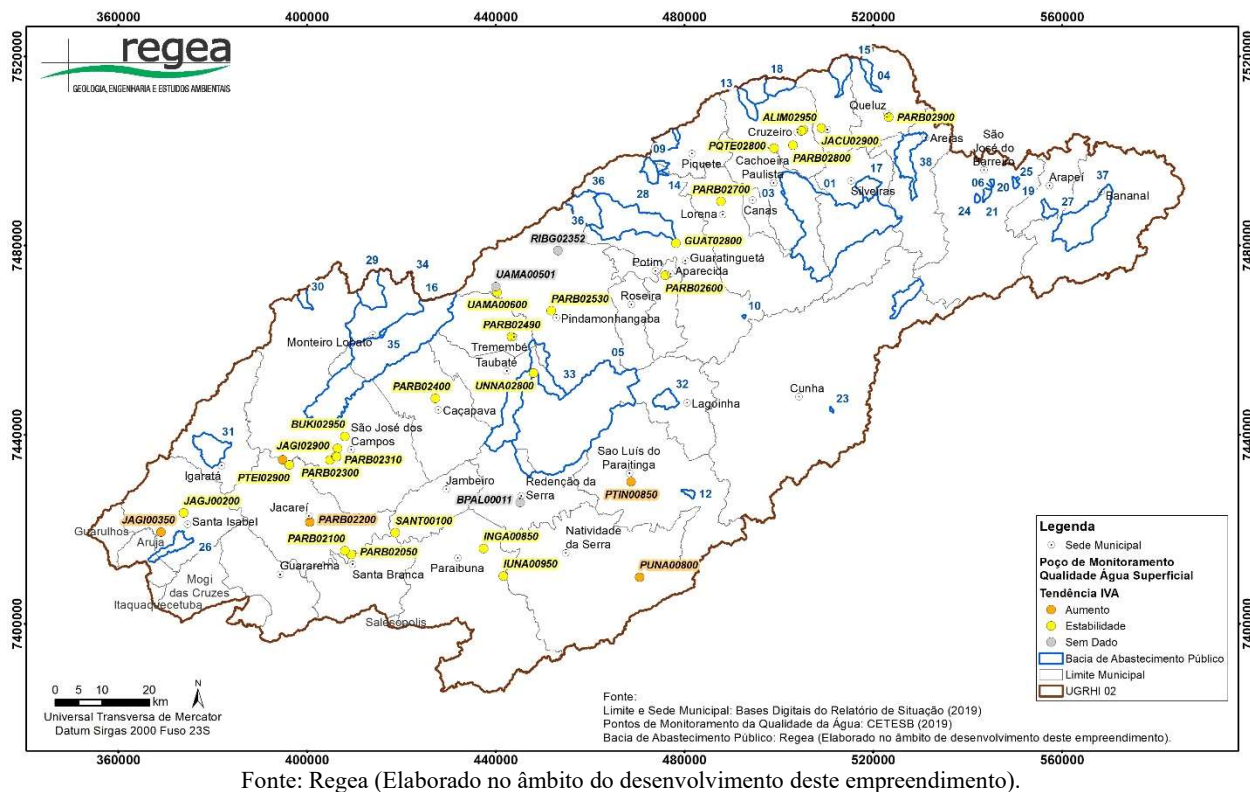 360000 400000 440000 480000 520000 560000
7520000
7520000
regea
GEOLOGIA, ENGENHARIA E ESTUDOS AMBIENTAIS
15
18
04
13
Queluz
ALIM02950
PARB02900
Cruzeiro
JACU02900
Areias
São
José do
Barreiro
PQTE02800
09
Piquete
Cachoeira
Paulista
PARB02800
38
25
Arapeí
36
14
PARB02700
17
01
Silveiras
06
20
19
37
28
03
Lorena
Canas
24
21
27
Bananal
36
RIBG02352
GUAT02800
7480000
7480000
29
34
Potim
Guaratinguetá
Aparecida
30
16
UAMA00501
PARB02600
UAMA00600
PARB02530
Roseira
10
PARB02490
Pindamonhangaba
Monteiro Lobato
Tremembé
35
Taubaté
05
33
UNNA02800
PARB02400
32
Cunha
Caçapava
Lagoinha
23
BUKI02950
São José dos
Campos
7440000
7440000
31
JAGI02900
PARB02310
Igaratá
PTEI02900
PARB02300
Sao Luís do
Paraitinga
Jambeiro
Redenção da
Serra
PTIN00850
12
JAGJ00200
BPAL00011
Jacareí
JAGI00350
Santa Isabel
PARB02200
SANT00100
Guarulhos
Arujá
26
PARB02100
INGA00850
Natividade
da Serra
PUNA00800
PARB02050
Guararema
Santa Branca
Paraibuna
IUNA00950
Mogi
das Cruzes
Itaquaquecetuba
Salesópolis
7400000
7400000
Legenda
Sede Municipal
Poço de Monitoramento
Qualidade Água Superficial
Tendência IVA
Aumento
Estabilidade
Sem Dado
Bacia de Abastecimento Público
Limite Municipal
UGRHI 02
0 5 10 20
km
N
Universal Transversa de Mercator
Datum Sirgas 2000 Fuso 23S
Fonte:
Limite e Sede Municipal: Bases Digitais do Relatório de Situação (2019)
Pontos de Monitoramento da Qualidade da Água: CETESB (2019)
Bacia de Abastecimento Público: Regea (Elaborado no âmbito de desenvolvimento deste empreendimento).
360000 400000 440000 480000 520000 560000
Fonte: Regea (Elaborado no âmbito do desenvolvimento deste empreendimento).